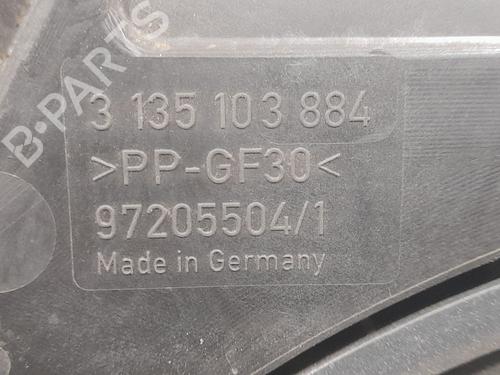 B-PARTS
3 135 103 884
>PP-GF30<
97205504/1
Made in Germany